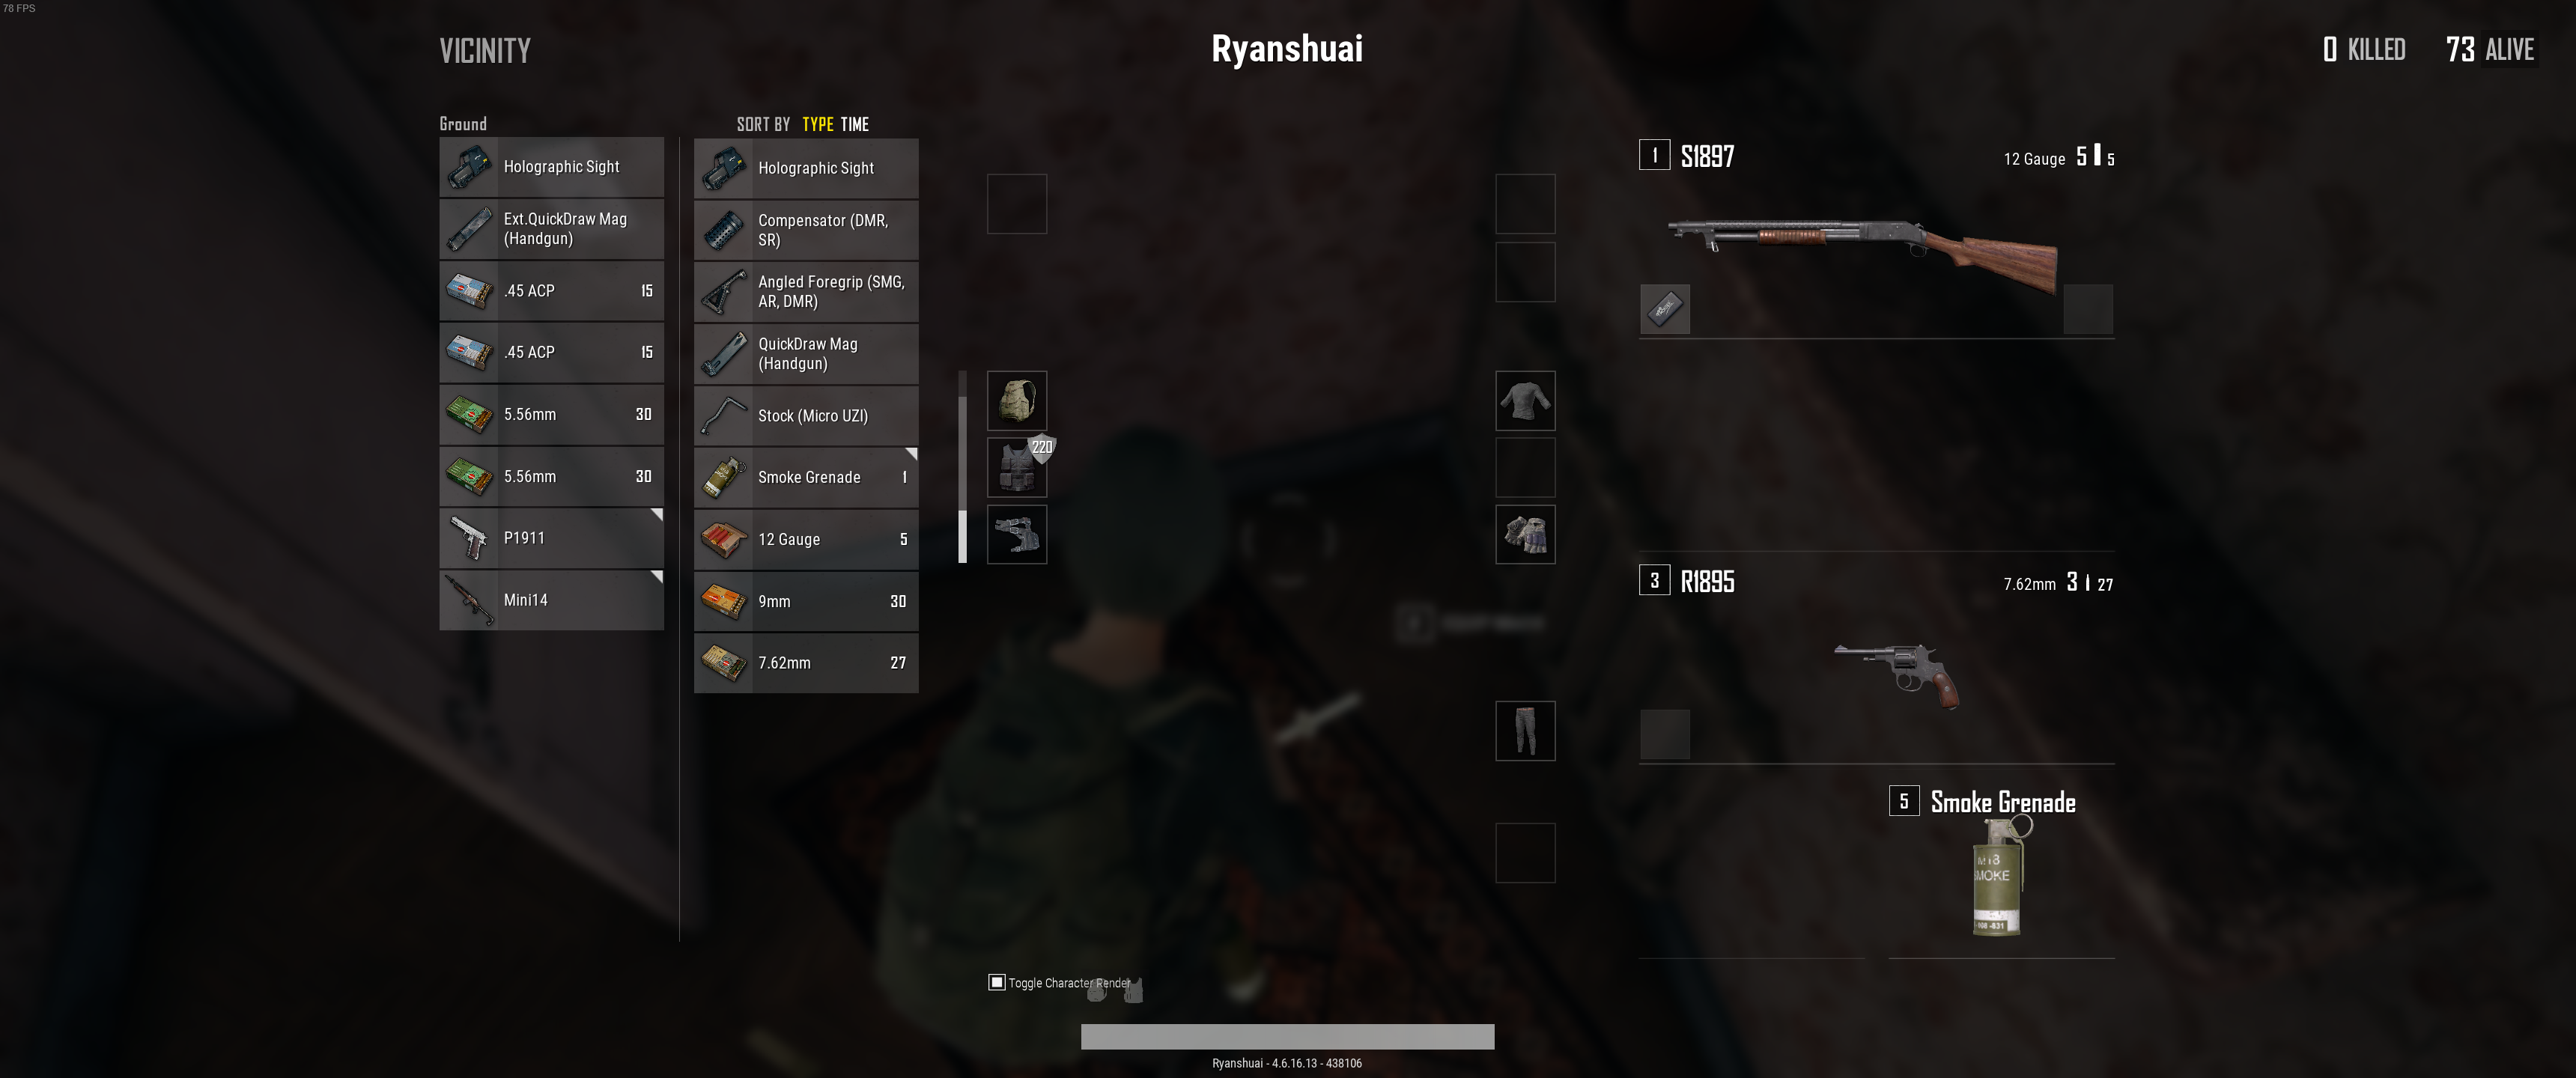 78 FPS
VICINITY
Ryanshuai
0 KILLED 73 ALIVE
Ground
SORT BY TYPE TIME
Holographic Sight
Ext.QuickDraw Mag
(Handgun)
.45 ACP 15
.45 ACP 15
5.56mm 30
5.56mm 30
P1911
Mini14
Holographic Sight
Compensator (DMR,
SR)
Angled Foregrip (SMG,
AR, DMR)
QuickDraw Mag
(Handgun)
Stock (Micro UZI)
Smoke Grenade 1
12 Gauge 5
9mm 30
7.62mm 27
220
1 S1897 12 Gauge 5 5
3 R1895 7.62mm 3 27
5 Smoke Grenade
M18
SMOKE
Toggle Character Render
Ryanshuai - 4.6.16.13 - 438106